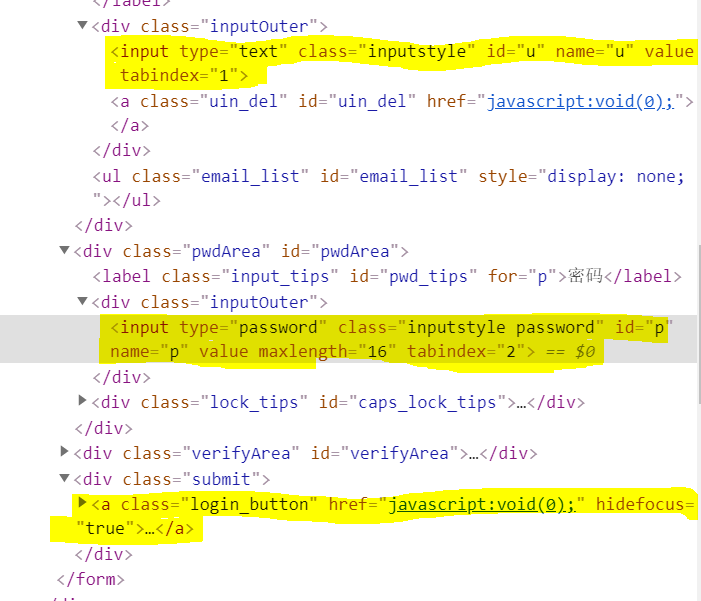 </label>
▼<div class="inputOuter">
<input type="text" class="inputstyle" id="u" name="u" value
tabindex="1">
<a class="uin_del" id="uin_del" href="javascript:void(0);">
</a>
</div>
<ul class="email_list" id="email_list" style="display: none;
"></ul>
</div>
▼<div class="pwdArea" id="pwdArea">
<label class="input_tips" id="pwd_tips" for="p">密码</label>
▼<div class="inputOuter">
<input type="password" class="inputstyle password" id="p"
name="p" value maxlength="16" tabindex="2"> == $0
</div>
▶<div class="lock_tips" id="caps_lock_tips">…</div>
</div>
▶<div class="verifyArea" id="verifyArea">…</div>
▼<div class="submit">
▶<a class="login_button" href="javascript:void(0);" hidefocus=
"true">…</a>
</div>
</form>